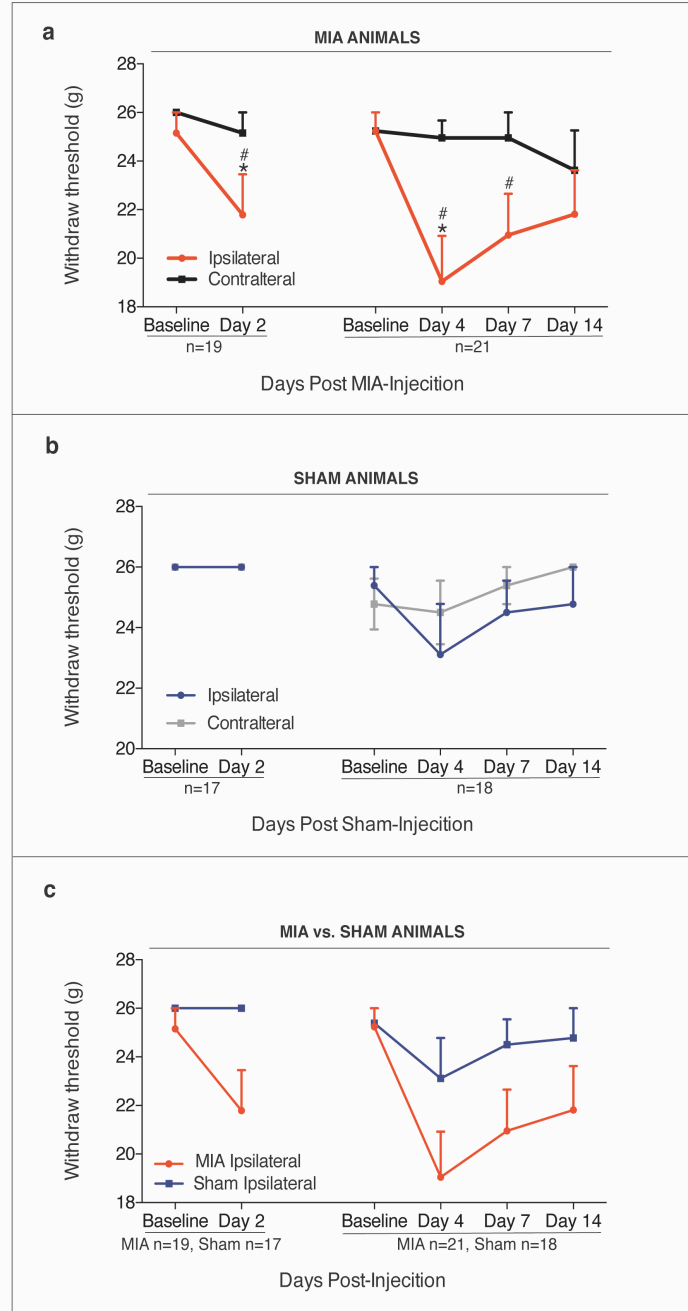 a
MIA ANIMALS
28
26
24
22
20
18
Withdraw threshold (g)
#
*
#
*
#
Ipsilateral
Contralteral
Baseline Day 2
Baseline Day 4 Day 7 Day 14
n=19
n=21
Days Post MIA-Injecition
b
SHAM ANIMALS
28
26
24
22
20
Withdraw threshold (g)
Ipsilateral
Contralteral
Baseline Day 2
Baseline Day 4 Day 7 Day 14
n=17
n=18
Days Post Sham-Injection
c
MIA vs. SHAM ANIMALS
28
26
24
22
20
18
Withdraw threshold (g)
MIA Ipsilateral
Sham Ipsilateral
Baseline Day 2
Baseline Day 4 Day 7 Day 14
MIA n=19, Sham n=17
MIA n=21, Sham n=18
Days Post-Injection